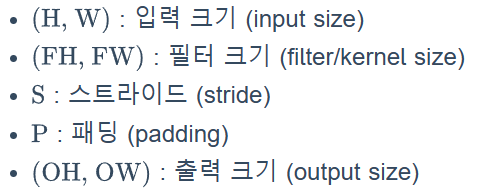 • (H, W) : 입력 크기 (input size)
• (FH, FW) : 필터 크기 (filter/kernel size)
• S : 스트라이드 (stride)
• P : 패딩 (padding)
• (OH, OW) : 출력 크기 (output size)